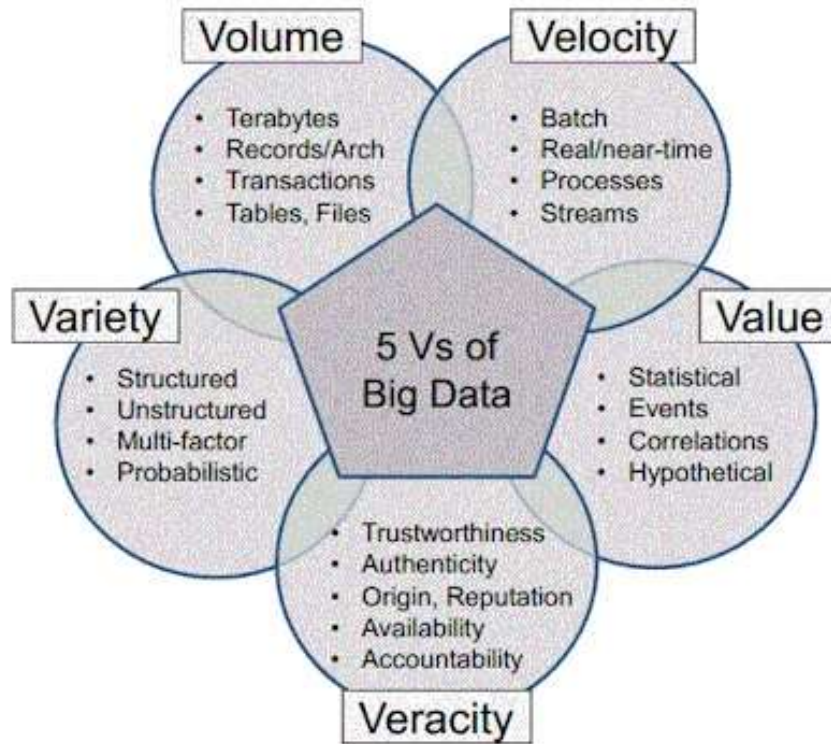 Volume
• Terabytes
• Records/Arch
• Transactions
• Tables, Files
Velocity
• Batch
• Real/near-time
• Processes
• Streams
Variety
• Structured
• Unstructured
• Multi-factor
• Probabilistic
5 Vs of
Big Data
Value
• Statistical
• Events
• Correlations
• Hypothetical
• Trustworthiness
• Authenticity
• Origin, Reputation
• Availability
• Accountability
Veracity